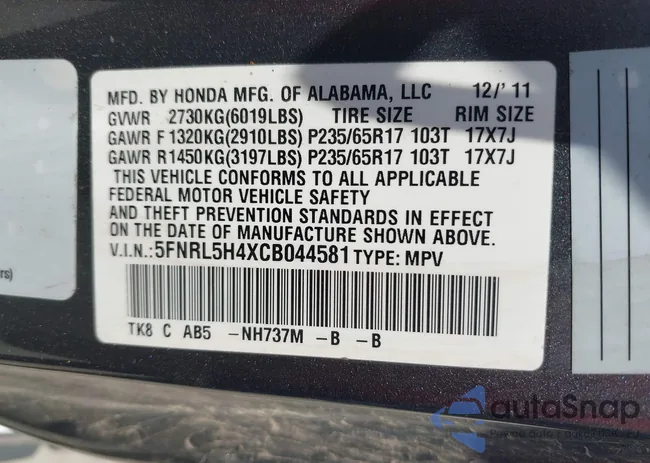 MFD. BY HONDA MFG. OF ALABAMA, LLC 12/'11
GVWR 2730KG(6019LBS) TIRE SIZE RIM SIZE
GAWR F 1320KG(2910LBS) P235/65R17 103T 17X7J
GAWR R 1450KG(3197LBS) P235/65R17 103T 17X7J
THIS VEHICLE CONFORMS TO ALL APPLICABLE
FEDERAL MOTOR VEHICLE SAFETY
AND THEFT PREVENTION STANDARDS IN EFFECT
ON THE DATE OF MANUFACTURE SHOWN ABOVE.
V.I.N.: 5FNRL5H4XCB044581 TYPE: MPV
TK8 C AB5 -NH737M -B -B
rs)
autoSnap